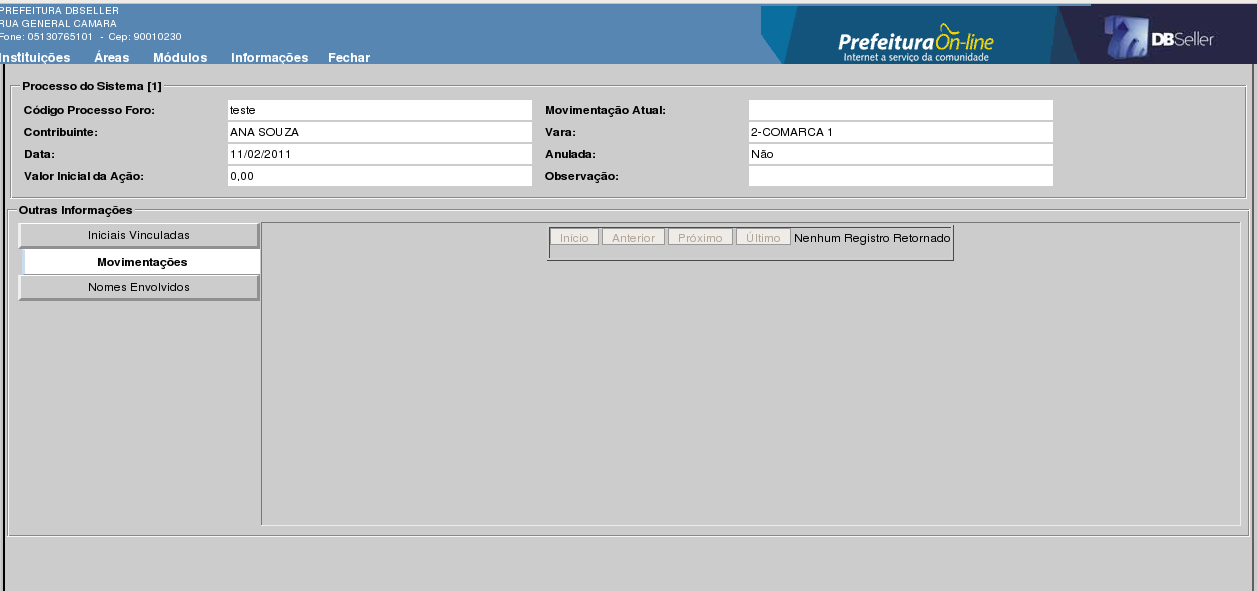 PREFEITURA DBSELLER
RUA GENERAL CAMARA
Fone: 05130765101 - Cep: 90010230
Instituições Áreas Módulos Informações Fechar
PrefeituraOn-line
Internet a serviço da comunidade
DBSeller
Processo do Sistema [1]
Código Processo Foro: teste Movimentação Atual:
Contribuinte: ANA SOUZA Vara: 2-COMARCA 1
Data: 11/02/2011 Anulada: Não
Valor Inicial da Ação: 0,00 Observação:
Outras Informações
Iniciais Vinculadas
Movimentações
Nomes Envolvidos
Início Anterior Próximo Último Nenhum Registro Retornado